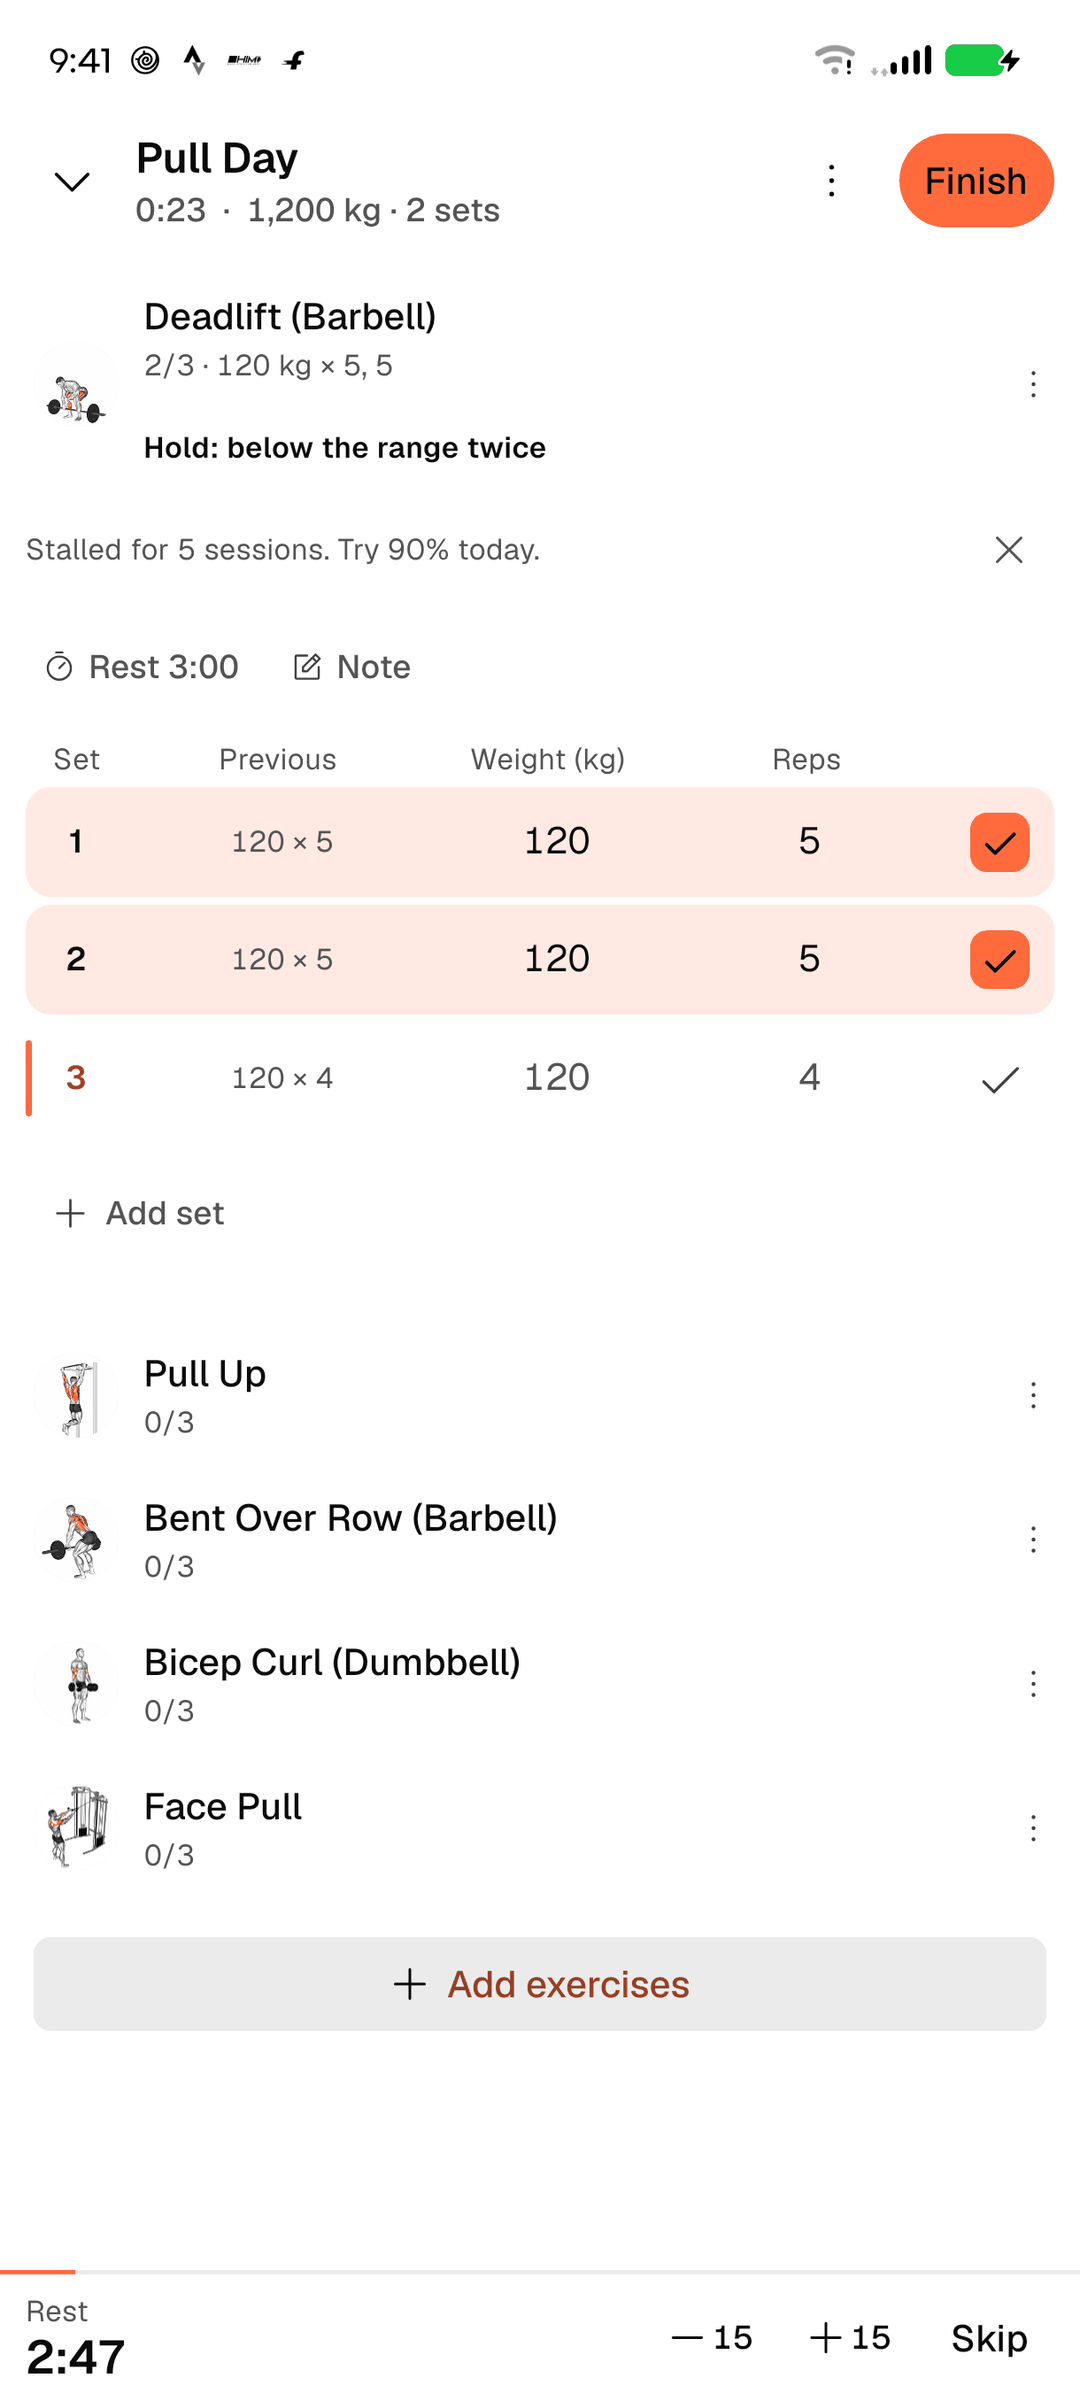 9:41
Pull Day
0:23 · 1,200 kg · 2 sets
Finish
Deadlift (Barbell)
2/3 · 120 kg × 5, 5
Hold: below the range twice
Stalled for 5 sessions. Try 90% today.
Rest 3:00 Note
Set Previous Weight (kg) Reps
1 120 × 5 120 5
2 120 × 5 120 5
3 120 × 4 120 4
+ Add set
Pull Up
0/3
Bent Over Row (Barbell)
0/3
Bicep Curl (Dumbbell)
0/3
Face Pull
0/3
+ Add exercises
Rest
2:47
− 15 + 15 Skip